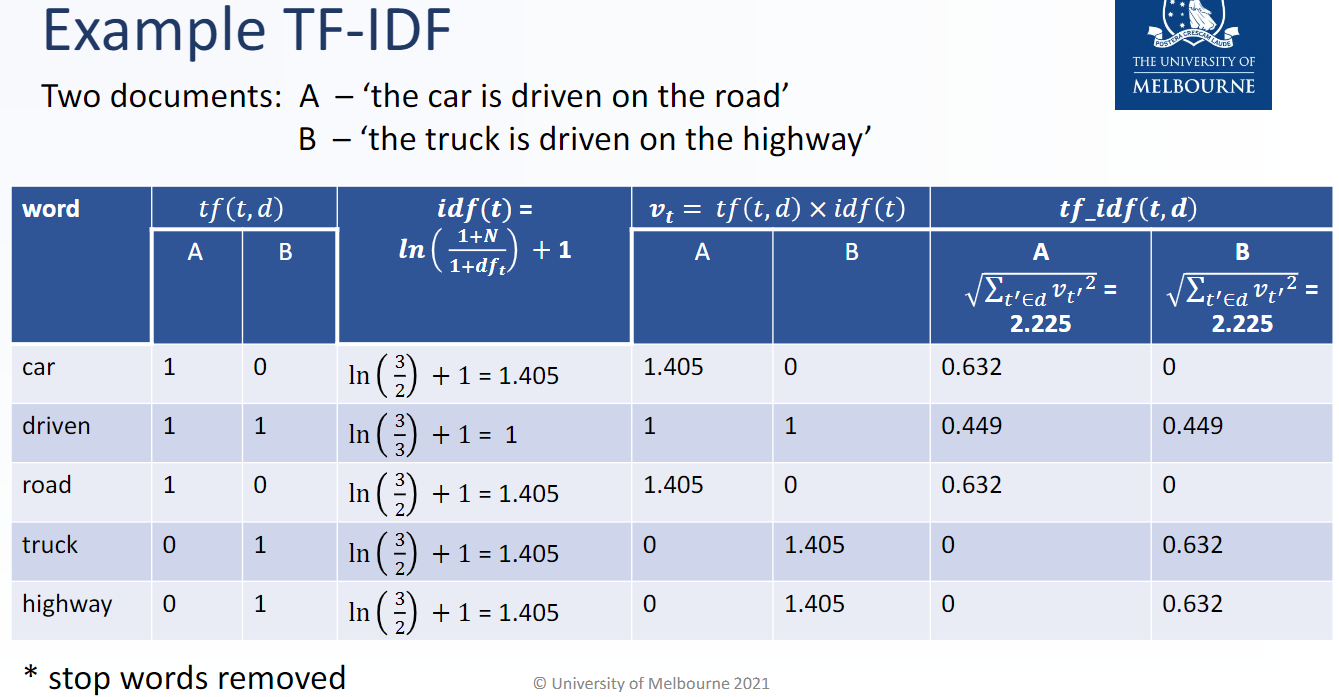 Example TF-IDF
POSTERA CRESCAM LAUDE
THE UNIVERSITY OF
MELBOURNE
Two documents: A – ‘the car is driven on the road’
B – ‘the truck is driven on the highway’
word tf(t,d) idf(t) = ln((1+N)/(1+df_t)) + 1 v_t = tf(t,d) × idf(t) tf_idf(t,d)
A B A B A √(Σ_{t′∈d} v_{t′}²) = 2.225 B √(Σ_{t′∈d} v_{t′}²) = 2.225
car 1 0 ln(3/2) + 1 = 1.405 1.405 0 0.632 0
driven 1 1 ln(3/3) + 1 = 1 1 1 0.449 0.449
road 1 0 ln(3/2) + 1 = 1.405 1.405 0 0.632 0
truck 0 1 ln(3/2) + 1 = 1.405 0 1.405 0 0.632
highway 0 1 ln(3/2) + 1 = 1.405 0 1.405 0 0.632
* stop words removed
© University of Melbourne 2021